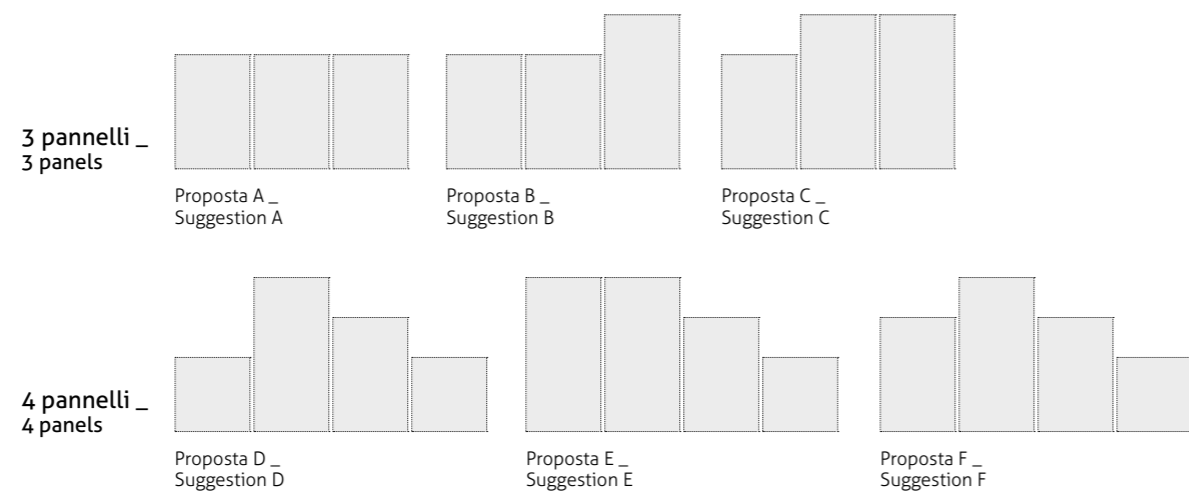 3 pannelli _
3 panels
Proposta A _
Suggestion A
Proposta B _
Suggestion B
Proposta C _
Suggestion C
4 pannelli _
4 panels
Proposta D _
Suggestion D
Proposta E _
Suggestion E
Proposta F _
Suggestion F